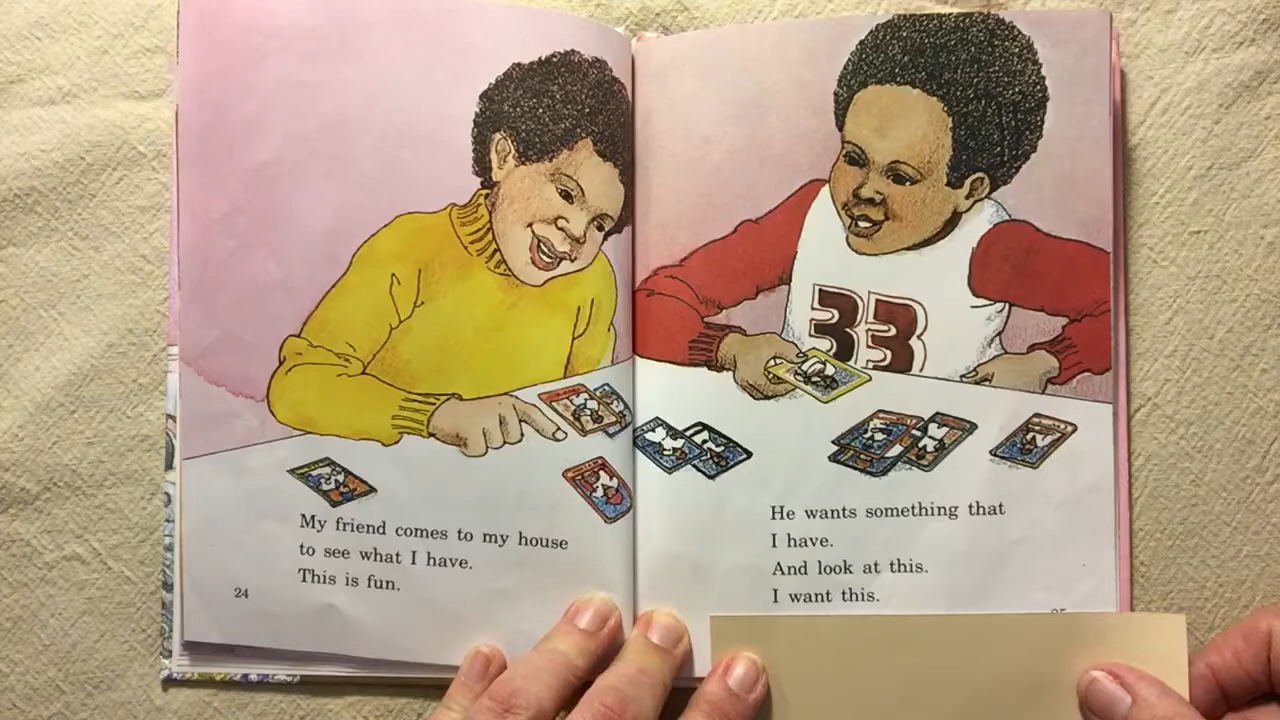 33
My friend comes to my house
to see what I have.
This is fun.
24
He wants something that
I have.
And look at this.
I want this.